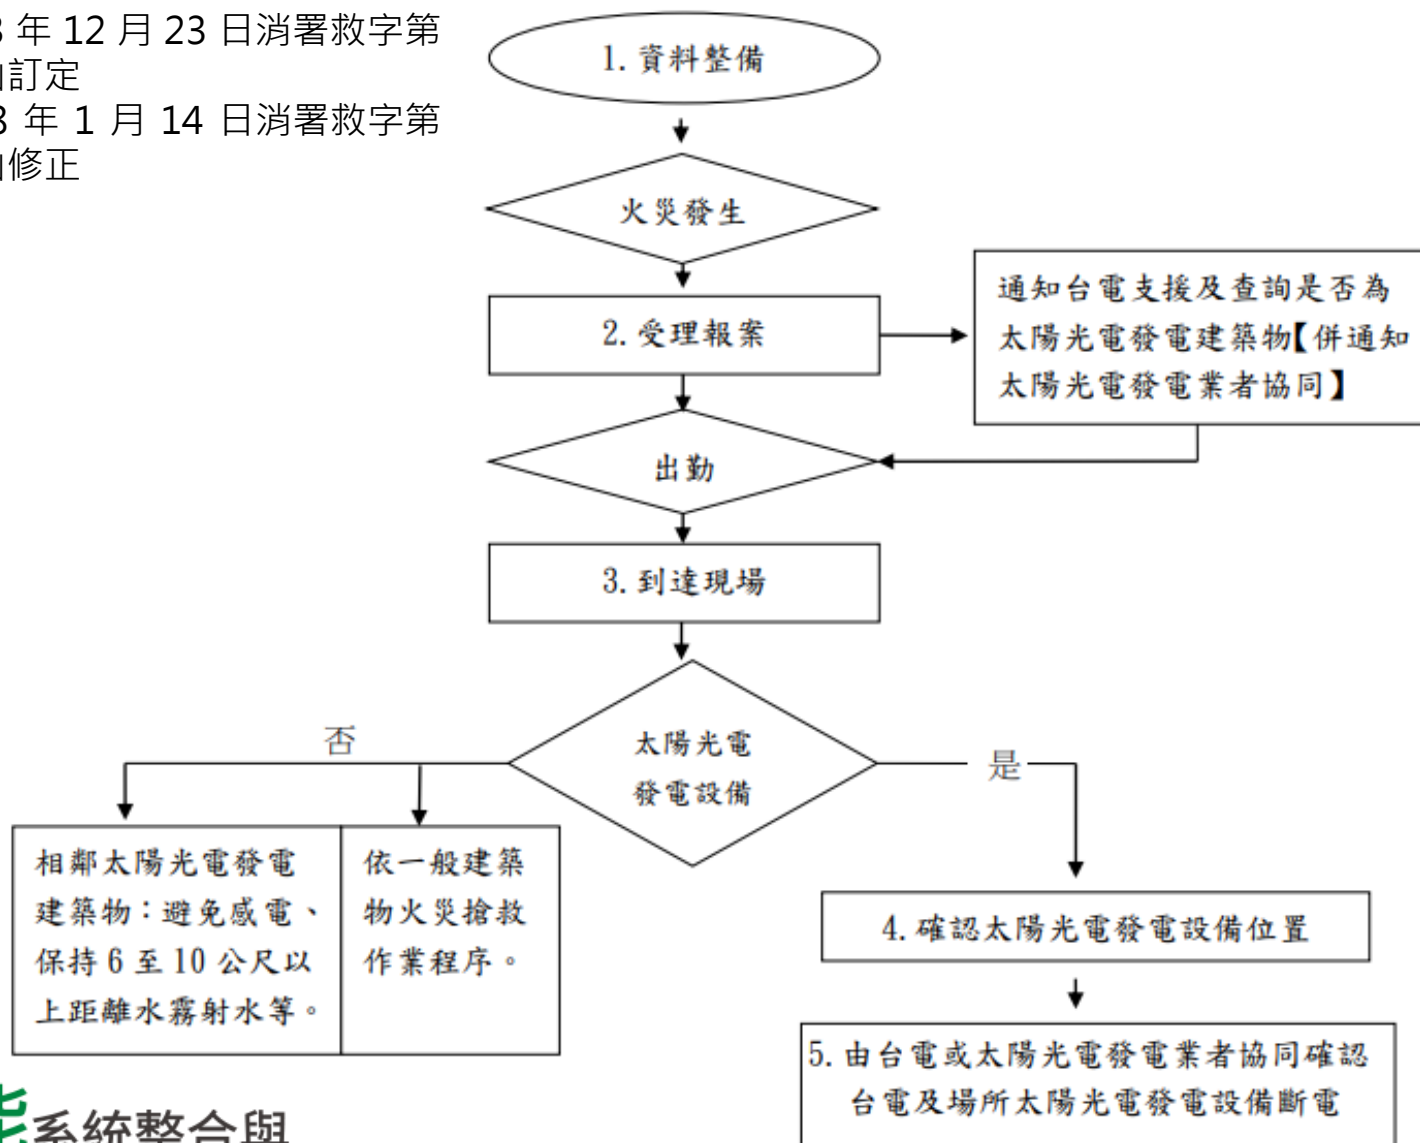 年 12 月 23 日消署救字第
訂定
年 1 月 14 日消署救字第
修正
1. 資料整備
火災發生
2. 受理報案
通知台電支援及查詢是否為
太陽光電發電建築物【併通知
太陽光電發電業者協同】
出勤
3. 到達現場
太陽光電
發電設備
否
是
相鄰太陽光電發電
建築物：避免感電、
保持 6 至 10 公尺以
上距離水霧射水等。
依一般建築
物火災搶救
作業程序。
4. 確認太陽光電發電設備位置
5. 由台電或太陽光電發電業者協同確認
台電及場所太陽光電發電設備斷電
系統整合與